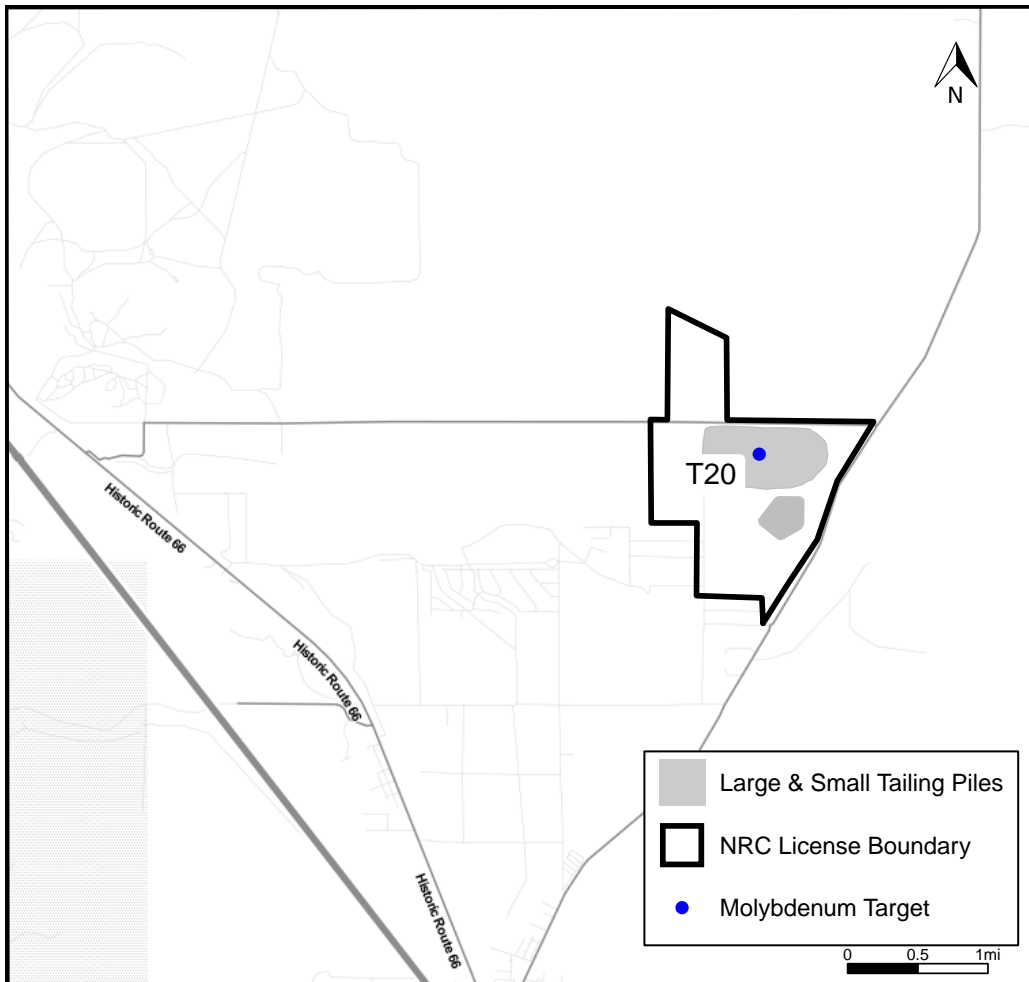 N
T20
Historic Route 66
Historic Route 66
Historic Route 66
Large & Small Tailing Piles
NRC License Boundary
Molybdenum Target
0 0.5 1mi